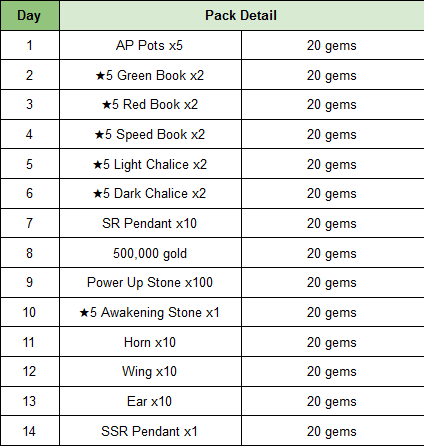 Day Pack Detail
1 AP Pots x5 20 gems
2 ★5 Green Book x2 20 gems
3 ★5 Red Book x2 20 gems
4 ★5 Speed Book x2 20 gems
5 ★5 Light Chalice x2 20 gems
6 ★5 Dark Chalice x2 20 gems
7 SR Pendant x10 20 gems
8 500,000 gold 20 gems
9 Power Up Stone x100 20 gems
10 ★5 Awakening Stone x1 20 gems
11 Horn x10 20 gems
12 Wing x10 20 gems
13 Ear x10 20 gems
14 SSR Pendant x1 20 gems